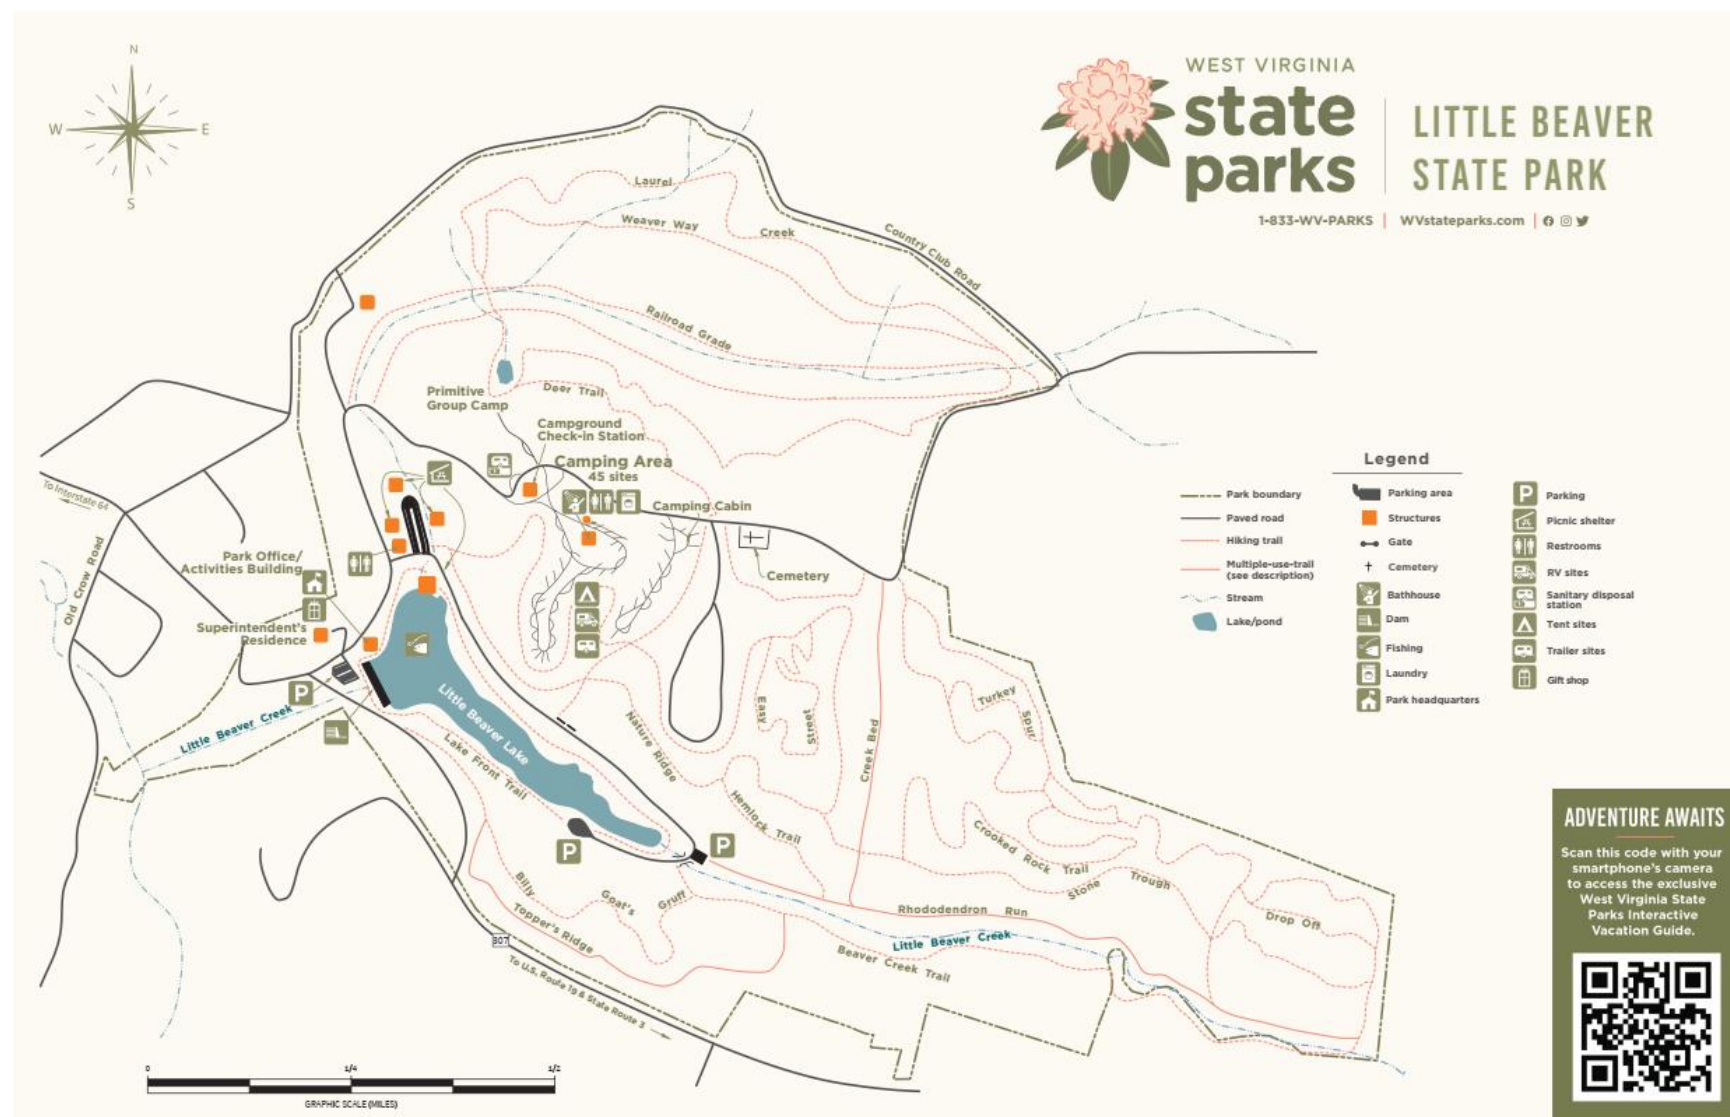 N
W
E
S
WEST VIRGINIA
state
parks
LITTLE BEAVER
STATE PARK
1-833-WV-PARKS | WVstateparks.com |
Laurel
Weaver Way
Creek
Country Club Road
Railroad Grade
Deer Trail
Primitive
Group Camp
Campground
Check-in Station
Camping Area
45 sites
Camping Cabin
Cemetery
To Interstate 64
Old Crow Road
Park Office/
Activities Building
Superintendent's
Residence
P
Little Beaver Creek
Little Beaver Lake
Lake Front Trail
P
P
Nature Ridge
Hemlock Trail
Easy
Street
Creek Bed
Turkey
Spur
Crooked Rock Trail
Stone
Trough
Drop Off
Billy
Goat's
Gruff
Topper's Ridge
Rhododendron Run
Little Beaver Creek
Beaver Creek Trail
307
To U.S. Route 19 & State Route 3
0
1/4
1/2
GRAPHIC SCALE (MILES)
Legend
Park boundary
Paved road
Hiking trail
Multiple-use-trail
(see description)
Stream
Lake/pond
Parking area
Structures
Gate
Cemetery
Bathhouse
Dam
Fishing
Laundry
Park headquarters
P
Parking
Picnic shelter
Restrooms
RV sites
Sanitary disposal
station
Tent sites
Trailer sites
Gift shop
ADVENTURE AWAITS
Scan this code with your
smartphone's camera
to access the exclusive
West Virginia State
Parks Interactive
Vacation Guide.